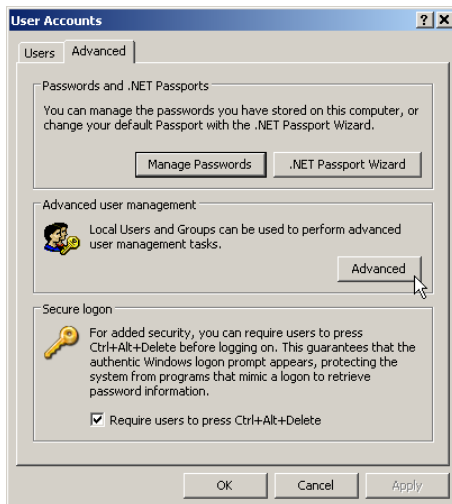 User Accounts
Users
Advanced
Passwords and .NET Passports
You can manage the passwords you have stored on this computer, or
change your default Passport with the .NET Passport Wizard.
Manage Passwords
.NET Passport Wizard
Advanced user management
Local Users and Groups can be used to perform advanced
user management tasks.
Advanced
Secure logon
For added security, you can require users to press
Ctrl+Alt+Delete before logging on. This guarantees that the
authentic Windows logon prompt appears, protecting the
system from programs that mimic a logon to retrieve
password information.
Require users to press Ctrl+Alt+Delete
OK
Cancel
Apply